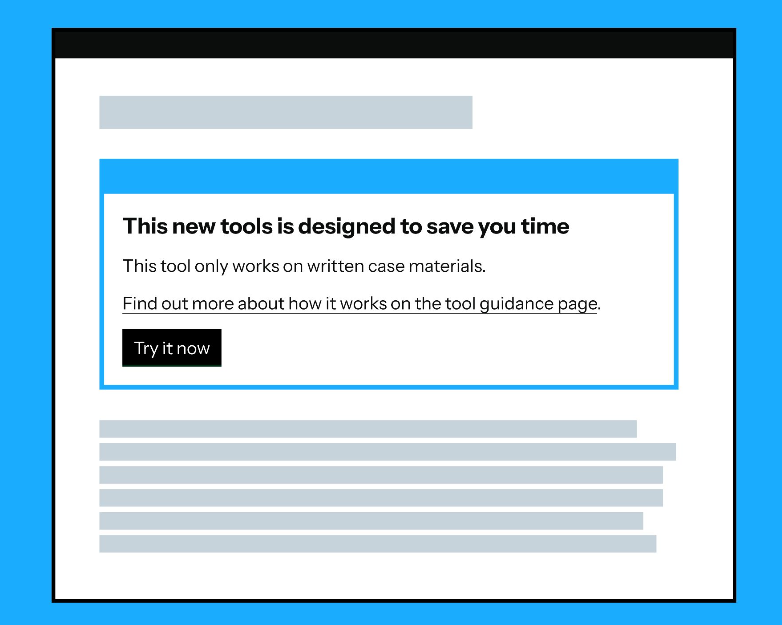 This new tools is designed to save you time
This tool only works on written case materials.
Find out more about how it works on the tool guidance page.
Try it now